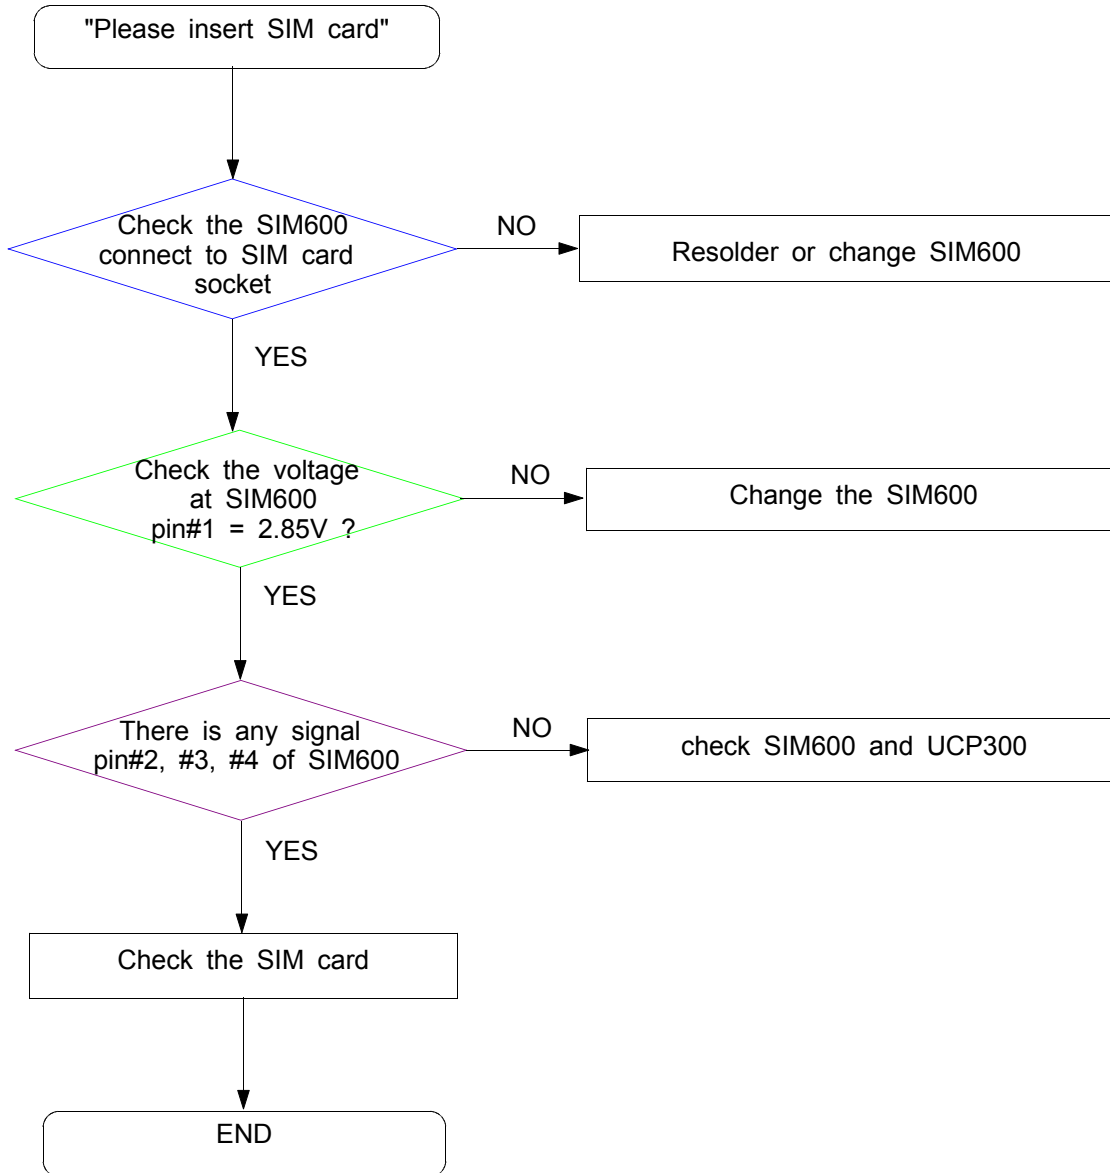 "Please insert SIM card"
Check the SIM600
connect to SIM card
socket
NO
Resolder or change SIM600
YES
Check the voltage
at SIM600
pin#1 = 2.85V ?
NO
Change the SIM600
YES
There is any signal
pin#2, #3, #4 of SIM600
NO
check SIM600 and UCP300
YES
Check the SIM card
END